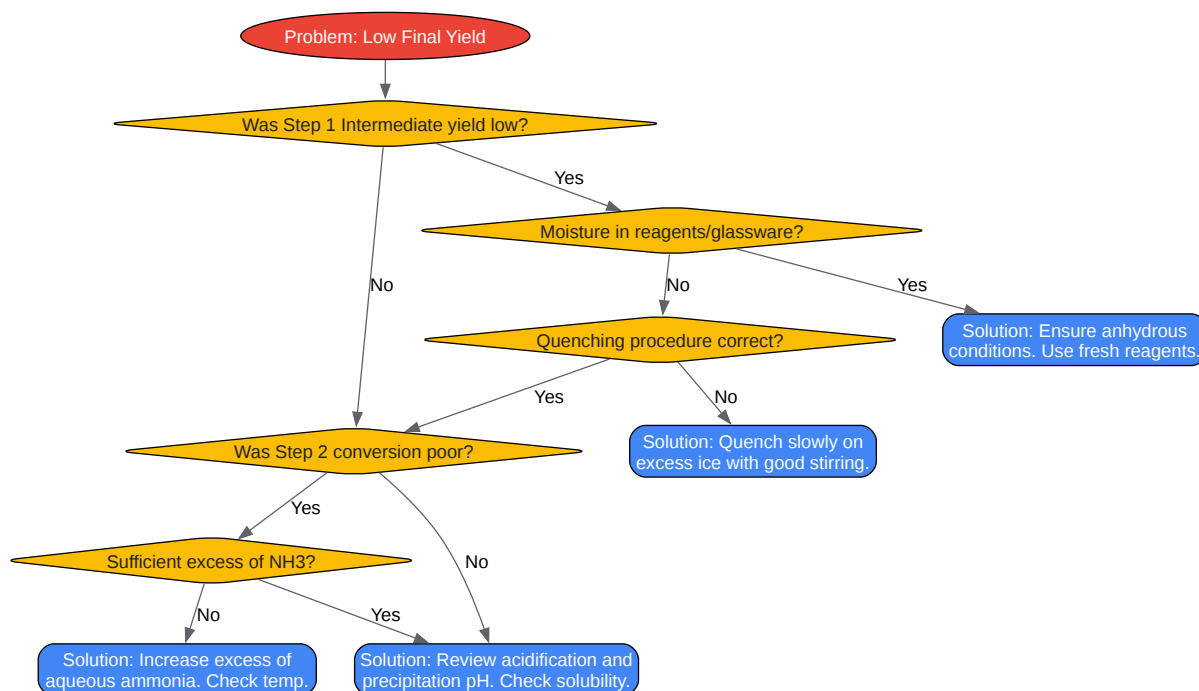 Problem: Low Final Yield
Was Step 1 Intermediate yield low?
Yes
Moisture in reagents/glassware?
No
No
Yes
Quenching procedure correct?
Solution: Ensure anhydrous
conditions. Use fresh reagents.
Yes
No
Was Step 2 conversion poor?
Solution: Quench slowly on
excess ice with good stirring.
Yes
Sufficient excess of NH3?
No
No
Yes
Solution: Increase excess of
aqueous ammonia. Check temp.
Solution: Review acidification and
precipitation pH. Check solubility.